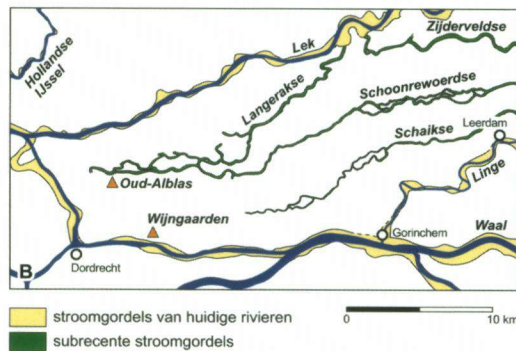 Zijderveldse
Lek
Hollandse
IJssel
Langerakse
Schoonrewoerdse
Leerdam
Schaikse
Linge
Oud-Alblas
Wijngaarden
Gorinchem
Waal
B
Dordrecht
stroomgordels van huidige rivieren
subrecente stroomgordels
0 10 km